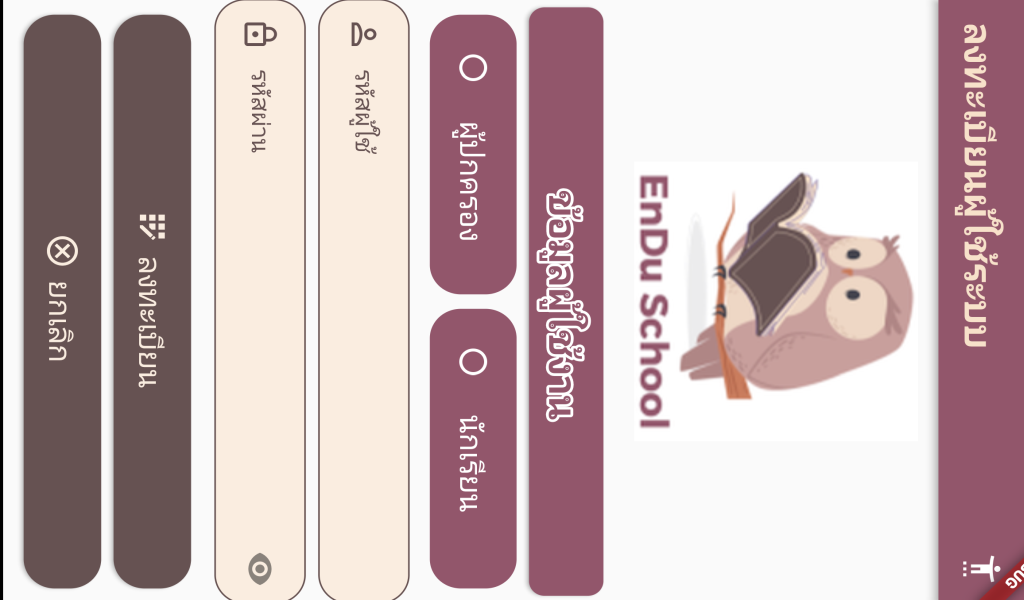 ลงทะเบียนผู้ใช้ระบบ
EnDu School
ข้อมูลผู้ใช้งาน
ผู้ปกครอง
นักเรียน
รหัสผู้ใช้
รหัสผ่าน
ลงทะเบียน
ยกเลิก